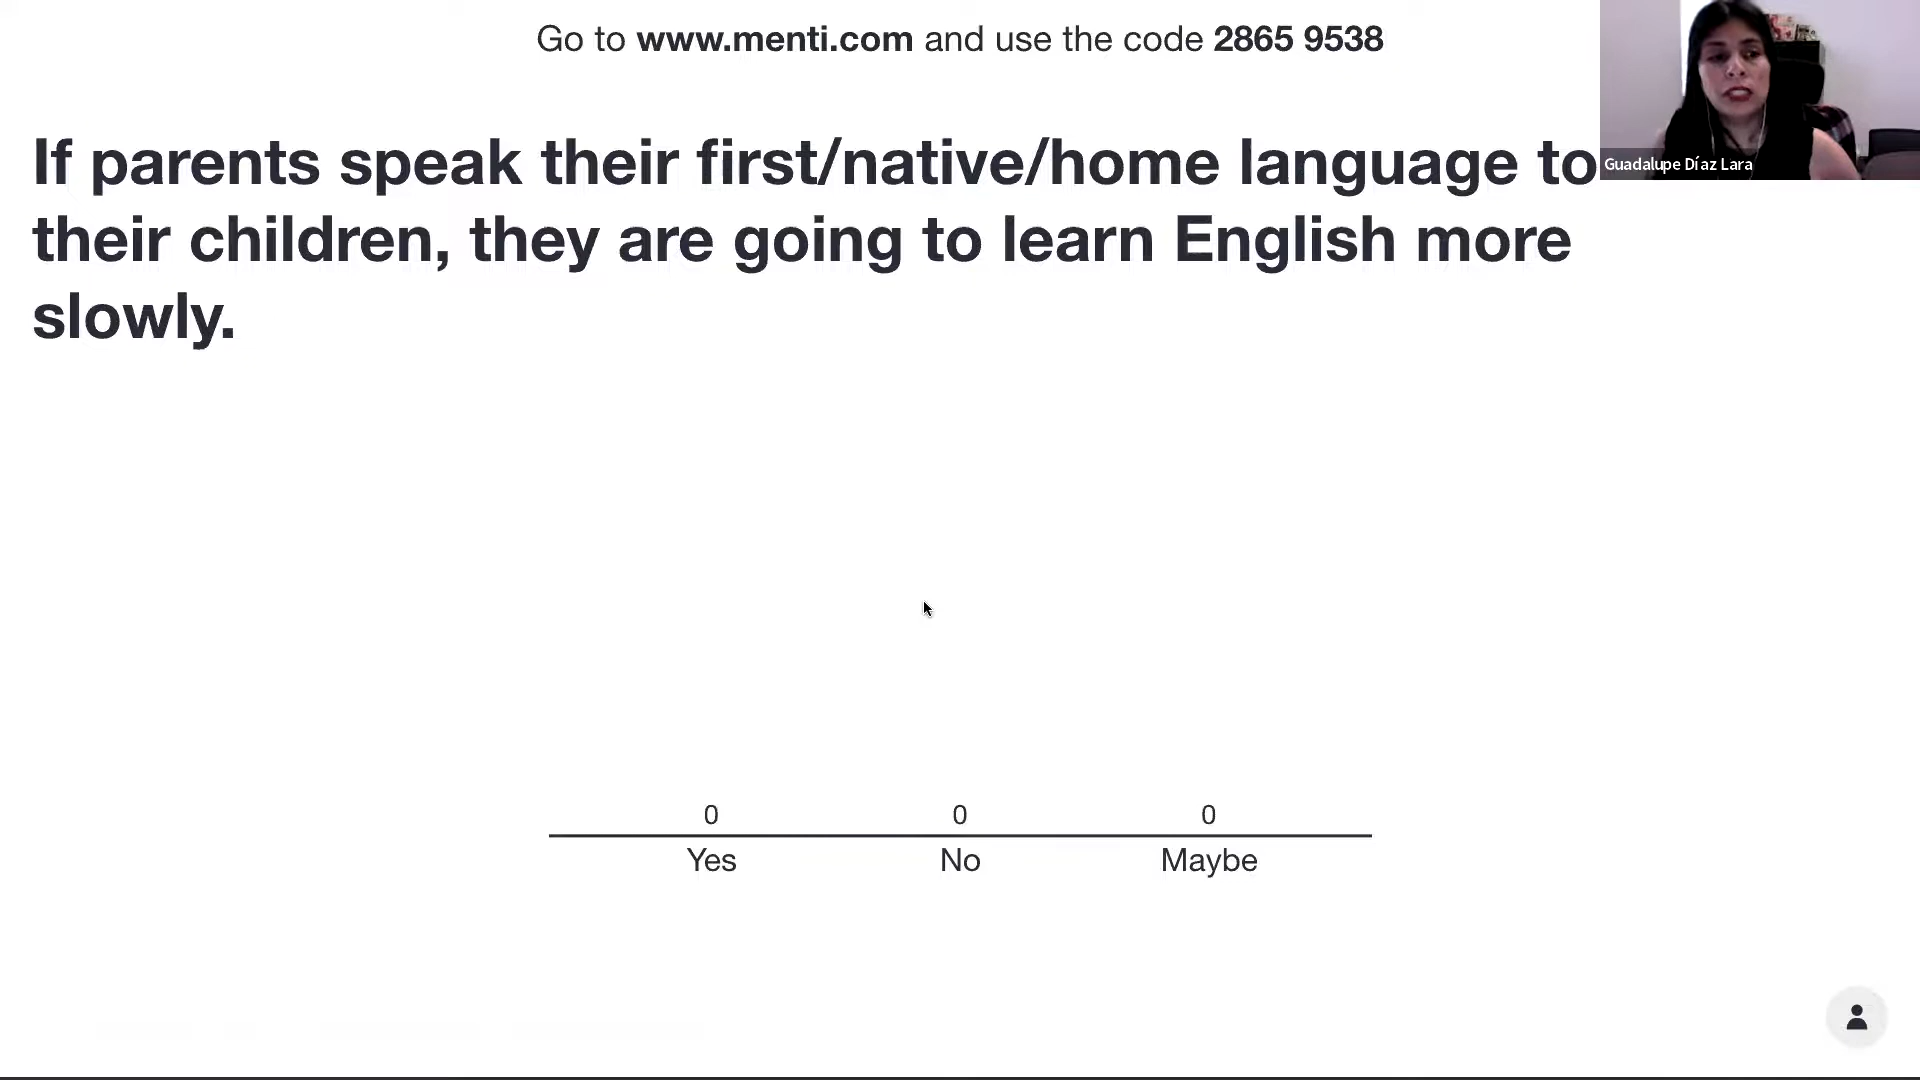 Go to www.menti.com and use the code 2865 9538
If parents speak their first/native/home language to
their children, they are going to learn English more
slowly.
Guadalupe Díaz Lara
0 0 0
Yes No Maybe